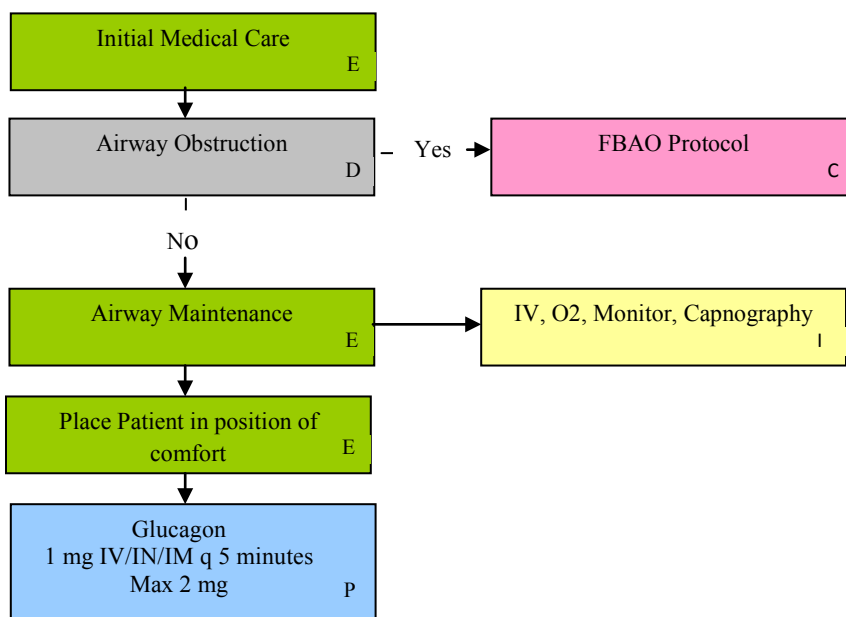 Initial Medical Care
E
Airway Obstruction
D
Yes
FBAO Protocol
C
No
Airway Maintenance
E
IV, O2, Monitor, Capnography
I
Place Patient in position of
comfort
E
Glucagon
1 mg IV/IN/IM q 5 minutes
Max 2 mg
P